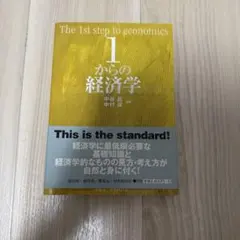 The 1st step to economics
1
からの
経済学
This is the standard!
経済学に最低限必要な
基礎知識と
経済学的なものの見方・考え方が
自然と身に付く!